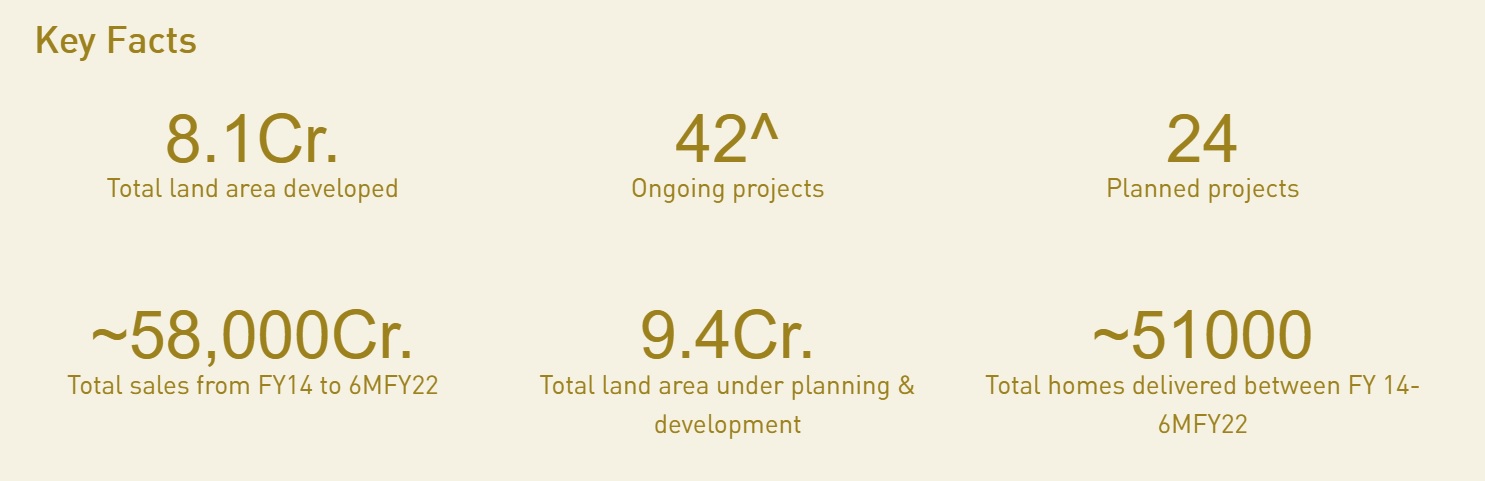 Key Facts
8.1Cr.
Total land area developed
42^
Ongoing projects
24
Planned projects
~58,000Cr.
Total sales from FY14 to 6MFY22
9.4Cr.
Total land area under planning &
development
~51000
Total homes delivered between FY 14-
6MFY22